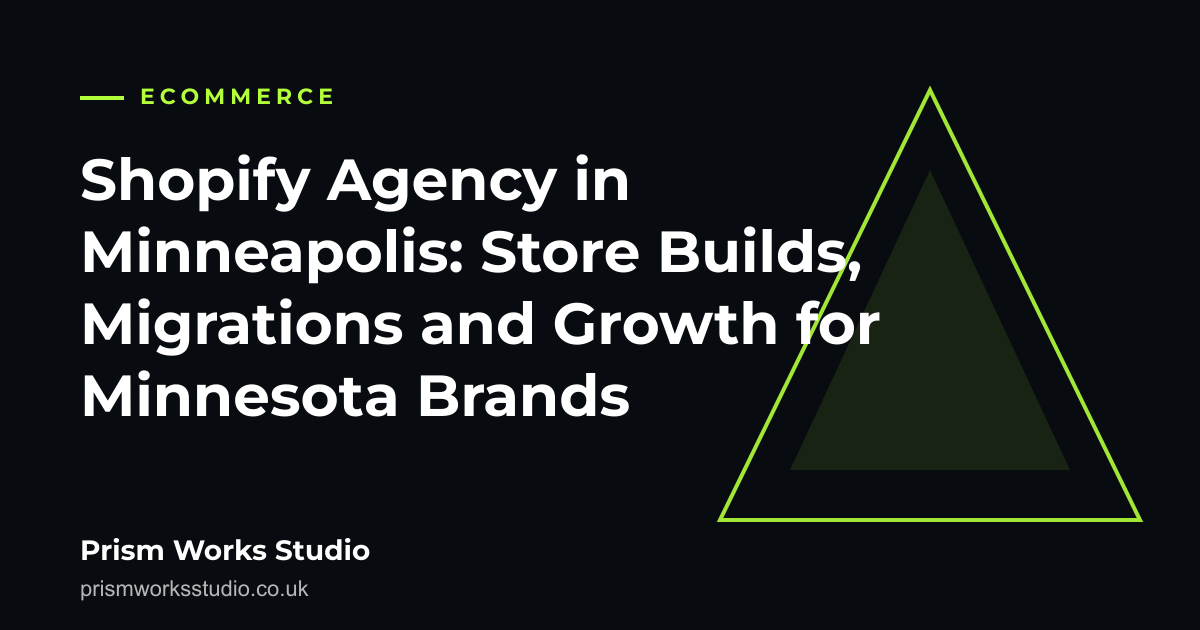 ECOMMERCE
Shopify Agency in
Minneapolis: Store Builds,
Migrations and Growth for
Minnesota Brands
Prism Works Studio
prismworksstudio.co.uk